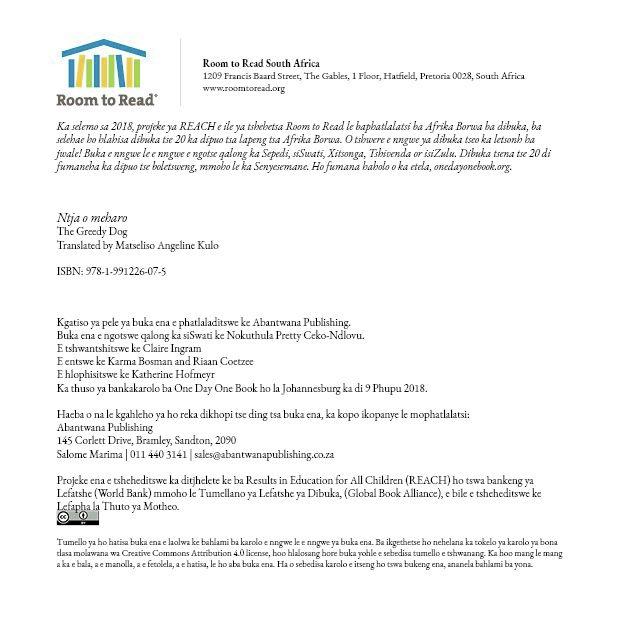 Room to Read®
Room to Read South Africa
1209 Francis Baard Street, The Gables, 1 Floor, Hatfield, Pretoria 0028, South Africa
www.roomtoread.org
Ka selemo sa 2018, projeke ya REACH e ile ya tshehetsa Room to Read le baphatlalatsi ba Afrika Borwa ba dibuka, ba
selehae ho hlahisa dibuka tse 20 ka dipuo tsa lapeng tsa Afrika Borwa. O tshwere e nngwe ya dibuka tseo ka letsonh ba
jwale! Buka e nngwe le e nngwe e ngotse qalong ka Sepedi, siSwati, Xitsonga, Tshivenda or isiZulu. Dibuka tsena tse 20 di
fumaneha ka dipuo tse boletsweng, mmoho le ka Senyesemane. Ho fumana haholo o ka etela, onedayonebook.org.
Ntja o meharo
The Greedy Dog
Translated by Matseliso Angeline Kulo
ISBN: 978-1-991226-07-5
Kgatiso ya pele ya buka ena e phatlaladitswe ke Abantwana Publishing.
Buka ena e ngotswe qalong ka siSwati ke Nokuthula Pretty Ceko-Ndlovu.
E tshwantshitswe ke Claire Ingram
E entswe ke Karma Bosman and Riaan Coetzee
E hlophisitswe ke Katherine Hofmeyr
Ka thuso ya bankakarolo ba One Day One Book ho la Johannesburg ka di 9 Phupu 2018.
Haeba o na le kgahleho ya ho reka dikhopi tse ding tsa buka ena, ka kopo ikopanye le mophatlalatsi:
Abantwana Publishing
145 Corlett Drive, Bramley, Sandton, 2090
Salome Marima | 011 440 3141 | sales@abantwanapublishing.co.za
Projeke ena e tsheheditswe ka ditjhelete ke ba Results in Education for All Children (REACH) ho tswa bankeng ya
Lefatshe (World Bank) mmoho le Tumellano ya Lefatshe ya Dibuka, (Global Book Alliance), e bile e tsheheditswe ke
Lefapha la Thuto ya Motheo.
cc BY
Tumello ya ho hatisa buka ena e laolwa ke bahlami ba karolo e nngwe le e nngwe ya buka ena. Ba ikgethetse ho nehelana ka tokelo ya karolo ya bona
tlasa molawana wa Creative Commons Attribution 4.0 license, hoo hlalosang hore buka yohle e sebedisa tumello e tshwanang. Ka hoo mang le mang
a ka e bala, a e manolla, a e fetolela, a e hatisa, le ho aba buka ena. Ha o sebedisa karolo e itseng ho tswa bukeng ena, ananela bahlami ba yona.